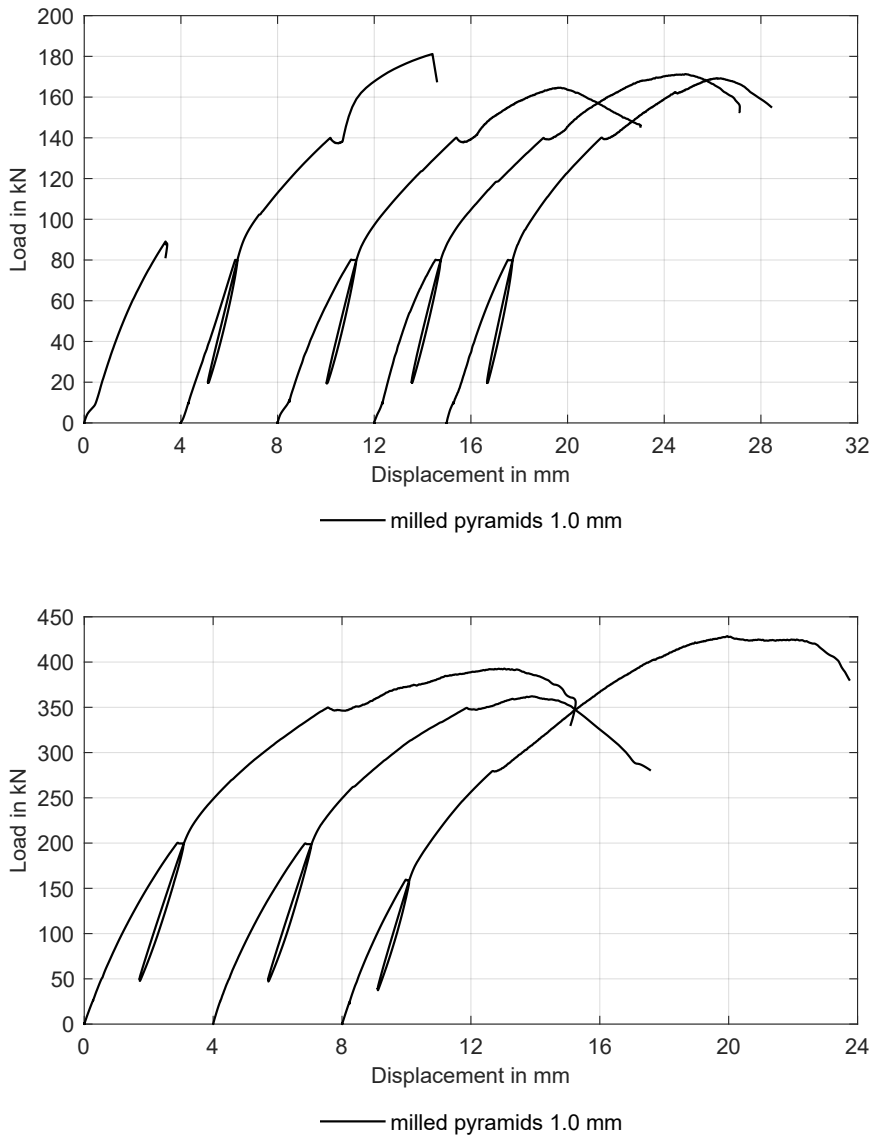 200
180
160
140
120
100
80
60
40
20
0
Load in kN
0 4 8 12 16 20 24 28 32
Displacement in mm
milled pyramids 1.0 mm
450
400
350
300
250
200
150
100
50
0
Load in kN
0 4 8 12 16 20 24
Displacement in mm
milled pyramids 1.0 mm